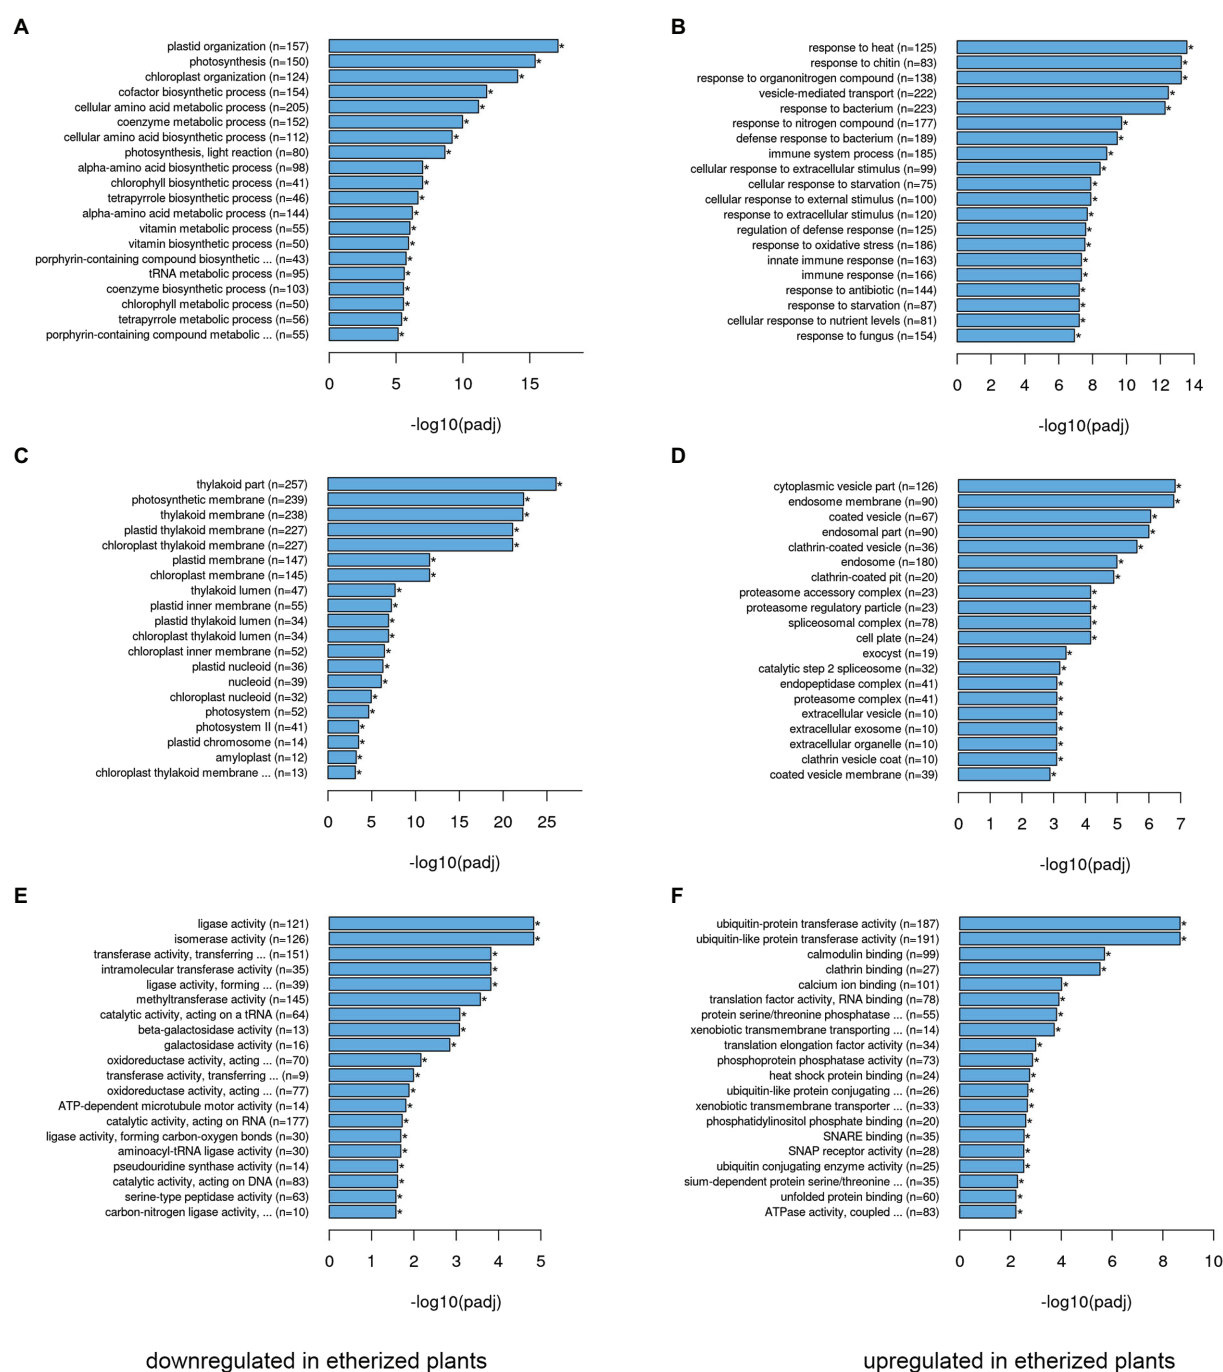 A
plastid organization (n=157)
photosynthesis (n=150)
chloroplast organization (n=124)
cofactor biosynthetic process (n=154)
cellular amino acid metabolic process (n=205)
coenzyme metabolic process (n=152)
cellular amino acid biosynthetic process (n=112)
photosynthesis, light reaction (n=80)
alpha-amino acid biosynthetic process (n=98)
chlorophyll biosynthetic process (n=41)
tetrapyrrole biosynthetic process (n=46)
alpha-amino acid metabolic process (n=144)
vitamin metabolic process (n=55)
vitamin biosynthetic process (n=50)
porphyrin-containing compound biosynthetic ... (n=43)
tRNA metabolic process (n=95)
coenzyme biosynthetic process (n=103)
chlorophyll metabolic process (n=50)
tetrapyrrole metabolic process (n=56)
porphyrin-containing compound metabolic ... (n=55)
0 5 10 15
-log10(padj)
B
response to heat (n=125)
response to chitin (n=83)
response to organonitrogen compound (n=138)
vesicle-mediated transport (n=222)
response to bacterium (n=223)
response to nitrogen compound (n=177)
defense response to bacterium (n=189)
immune system process (n=185)
cellular response to extracellular stimulus (n=99)
cellular response to starvation (n=75)
cellular response to external stimulus (n=100)
response to extracellular stimulus (n=120)
regulation of defense response (n=125)
response to oxidative stress (n=186)
innate immune response (n=163)
immune response (n=166)
response to antibiotic (n=144)
response to starvation (n=87)
cellular response to nutrient levels (n=81)
response to fungus (n=154)
0 2 4 6 8 10 12 14
-log10(padj)
C
thylakoid part (n=257)
photosynthetic membrane (n=239)
thylakoid membrane (n=238)
plastid thylakoid membrane (n=227)
chloroplast thylakoid membrane (n=227)
plastid membrane (n=147)
chloroplast membrane (n=145)
thylakoid lumen (n=47)
plastid inner membrane (n=55)
plastid thylakoid lumen (n=34)
chloroplast thylakoid lumen (n=34)
chloroplast inner membrane (n=52)
plastid nucleoid (n=36)
nucleoid (n=39)
chloroplast nucleoid (n=32)
photosystem (n=52)
photosystem II (n=41)
plastid chromosome (n=14)
amyloplast (n=12)
chloroplast thylakoid membrane ... (n=13)
0 5 10 15 20 25
-log10(padj)
D
cytoplasmic vesicle part (n=126)
endosome membrane (n=90)
coated vesicle (n=67)
endosomal part (n=90)
clathrin-coated vesicle (n=36)
endosome (n=180)
clathrin-coated pit (n=20)
proteasome accessory complex (n=23)
proteasome regulatory particle (n=23)
spliceosomal complex (n=78)
cell plate (n=24)
exocyst (n=19)
catalytic step 2 spliceosome (n=32)
endopeptidase complex (n=41)
proteasome complex (n=41)
extracellular vesicle (n=10)
extracellular exosome (n=10)
extracellular organelle (n=10)
clathrin vesicle coat (n=10)
coated vesicle membrane (n=39)
0 1 2 3 4 5 6 7
-log10(padj)
E
ligase activity (n=121)
isomerase activity (n=126)
transferase activity, transferring ... (n=151)
intramolecular transferase activity (n=35)
ligase activity, forming ... (n=39)
methyltransferase activity (n=145)
catalytic activity, acting on a tRNA (n=64)
beta-galactosidase activity (n=13)
galactosidase activity (n=16)
oxidoreductase activity, acting ... (n=70)
transferase activity, transferring ... (n=9)
oxidoreductase activity, acting ... (n=77)
ATP-dependent microtubule motor activity (n=14)
catalytic activity, acting on RNA (n=177)
ligase activity, forming carbon-oxygen bonds (n=30)
aminoacyl-tRNA ligase activity (n=30)
pseudouridine synthase activity (n=14)
catalytic activity, acting on DNA (n=83)
serine-type peptidase activity (n=63)
carbon-nitrogen ligase activity, ... (n=10)
0 1 2 3 4 5
-log10(padj)
F
ubiquitin-protein transferase activity (n=187)
ubiquitin-like protein transferase activity (n=191)
calmodulin binding (n=99)
clathrin binding (n=27)
calcium ion binding (n=101)
translation factor activity, RNA binding (n=78)
protein serine/threonine phosphatase ... (n=55)
xenobiotic transmembrane transporting ... (n=14)
translation elongation factor activity (n=34)
phosphoprotein phosphatase activity (n=73)
heat shock protein binding (n=24)
ubiquitin-like protein conjugating ... (n=26)
xenobiotic transmembrane transporter ... (n=33)
phosphatidylinositol phosphate binding (n=20)
SNARE binding (n=35)
SNAP receptor activity (n=28)
ubiquitin conjugating enzyme activity (n=25)
sium-dependent protein serine/threonine ... (n=35)
unfolded protein binding (n=60)
ATPase activity, coupled ... (n=83)
0 2 4 6 8 10
-log10(padj)
downregulated in etherized plants
upregulated in etherized plants